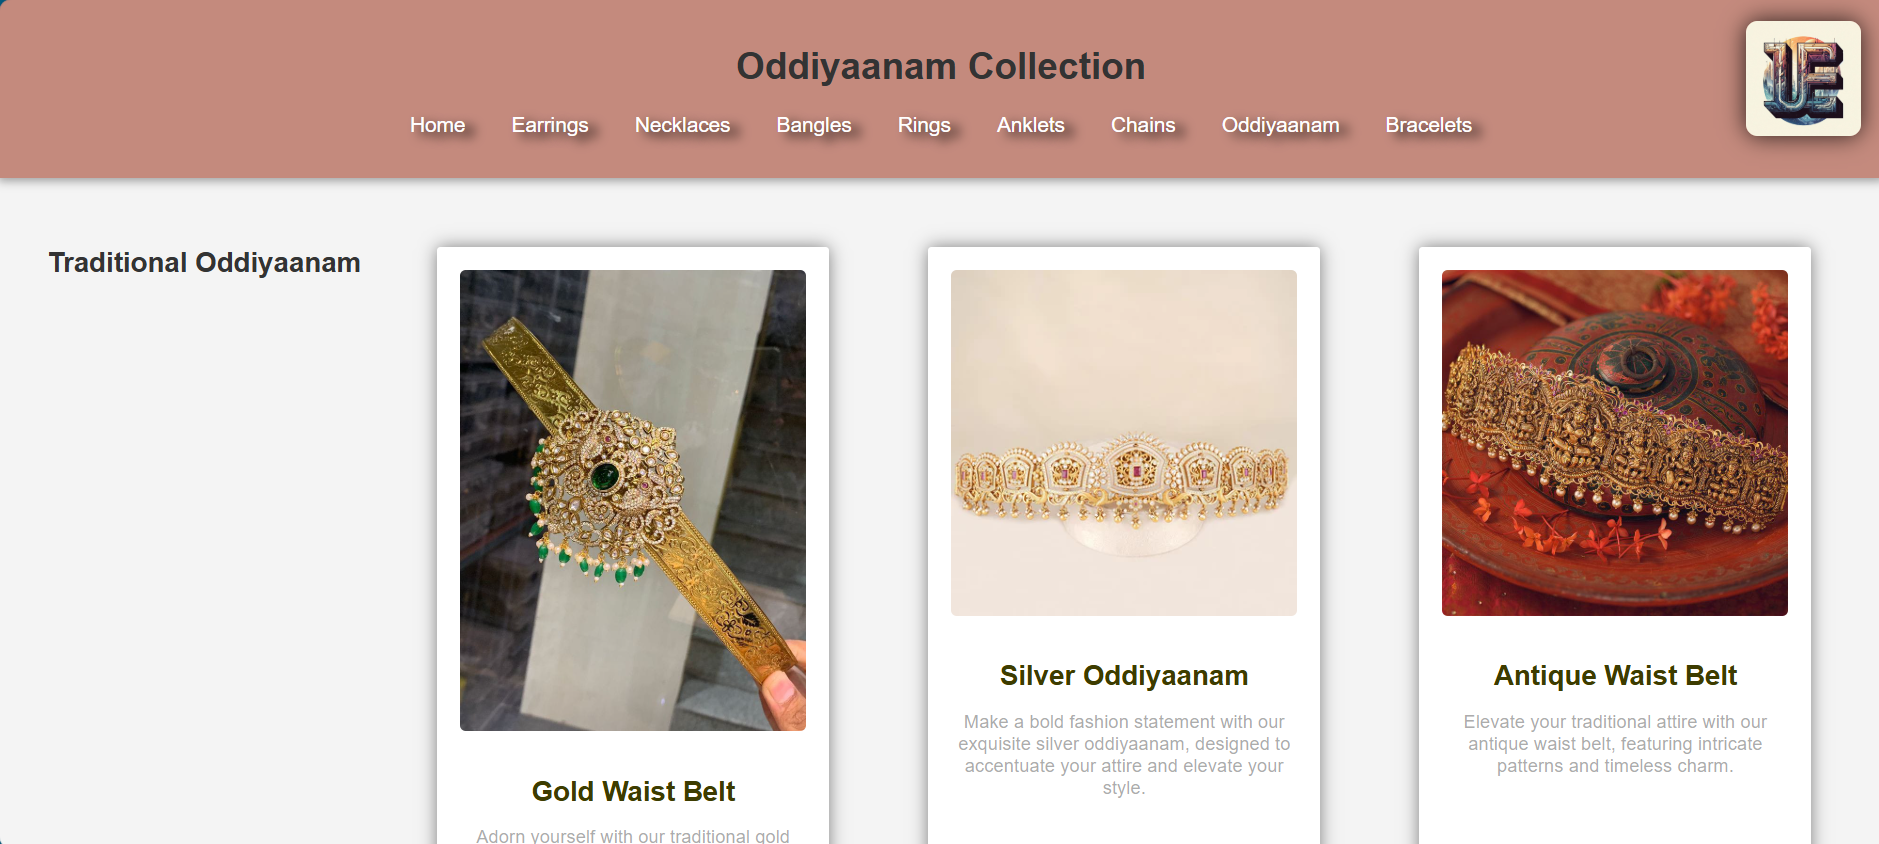 Oddiyaanam Collection
UE
Home Earrings Necklaces Bangles Rings Anklets Chains Oddiyaanam Bracelets
Traditional Oddiyaanam
Gold Waist Belt
Adorn yourself with our traditional gold
Silver Oddiyaanam
Make a bold fashion statement with our
exquisite silver oddiyaanam, designed to
accentuate your attire and elevate your
style.
Antique Waist Belt
Elevate your traditional attire with our
antique waist belt, featuring intricate
patterns and timeless charm.